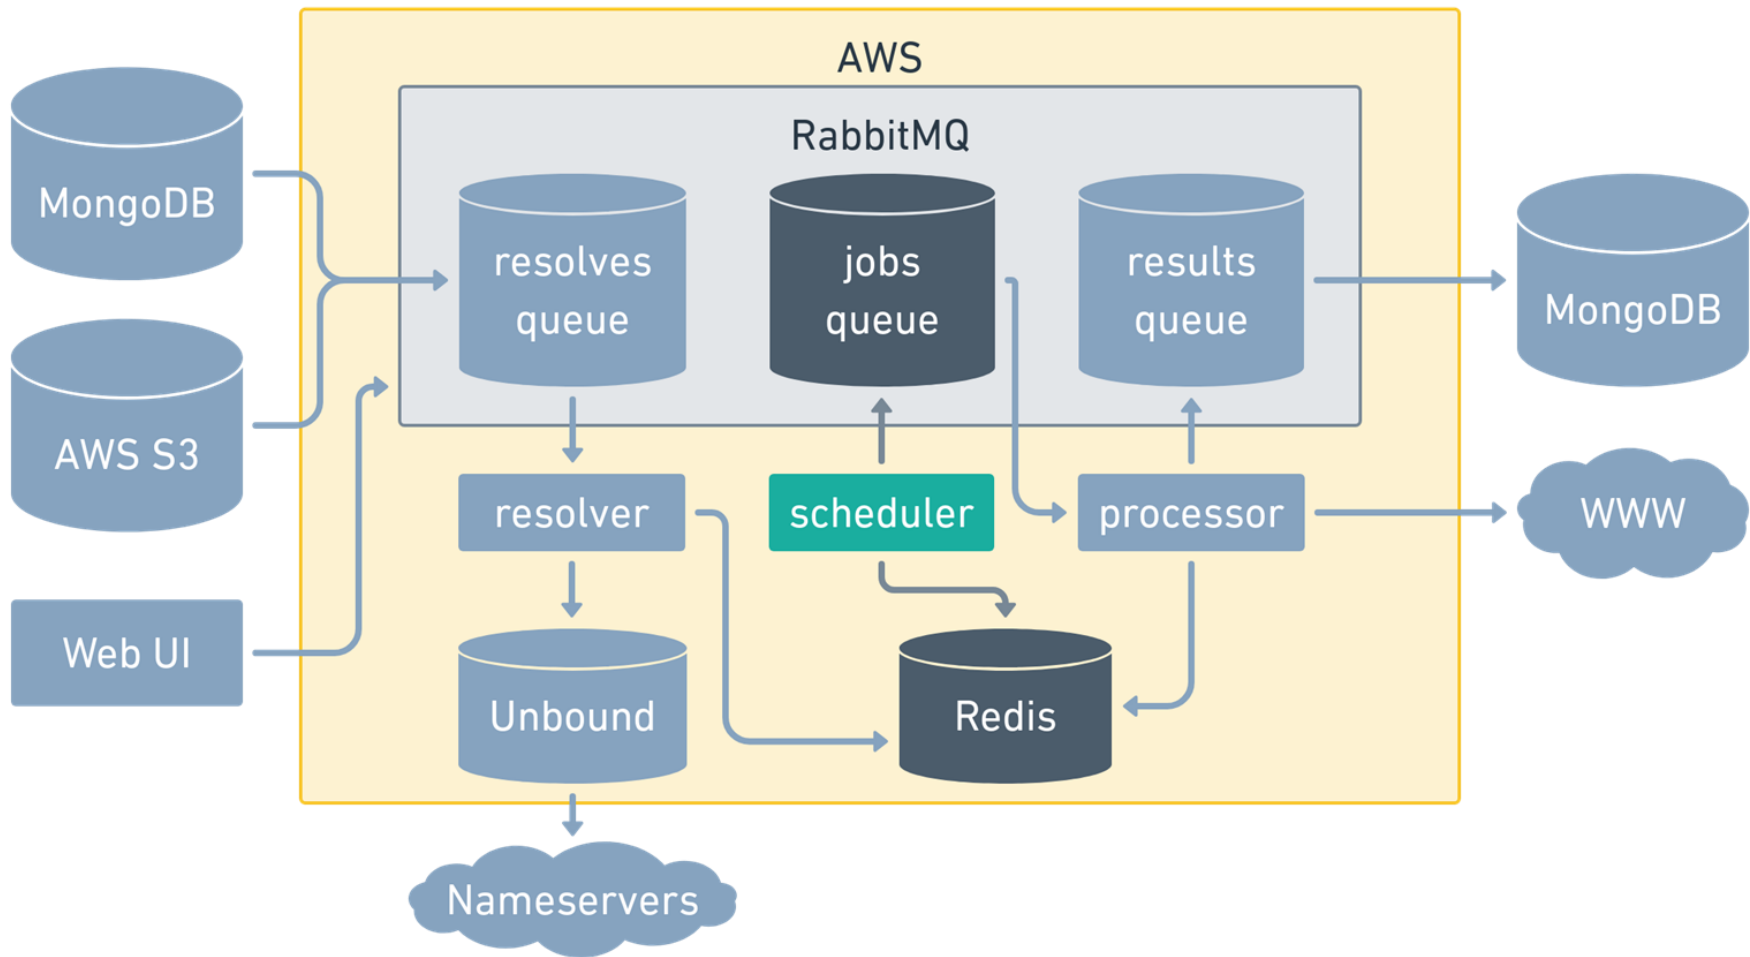 AWS
RabbitMQ
MongoDB
resolves
queue
jobs
queue
results
queue
MongoDB
AWS S3
resolver
scheduler
processor
WWW
Web UI
Unbound
Redis
Nameservers